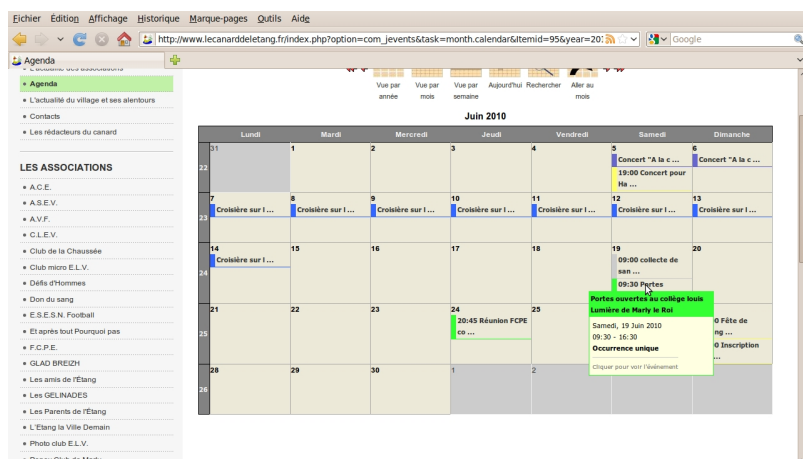 Fichier Édition Affichage Historique Marque-pages Outils Aide
http://www.lecanarddeletang.fr/index.php?option=com_jevents&task=month.calendar&Itemid=95&year=201
Google
Agenda
L'actualité des associations
Agenda
L'actualité du village et ses alentours
Contacts
Les rédacteurs du canard
LES ASSOCIATIONS
A.C.E.
A.S.E.V.
A.V.F.
C.L.E.V.
Club de la Chaussée
Club micro E.L.V.
Défis d'Hommes
Don du sang
E.S.E.S.N. Football
Et après tout Pourquoi pas
F.C.P.E.
GLAD BREIZH
Les amis de l'Étang
Les GELINADES
Les Parents de l'Étang
L'Etang la Ville Demain
Photo club E.L.V.
Vue par année
Vue par mois
Vue par semaine
Aujourd'hui
Rechercher
Aller au mois
Juin 2010
Lundi Mardi Mercredi Jeudi Vendredi Samedi Dimanche
22
31 1 2 3 4 5 6
Concert "A la c ... Concert "A la c ...
19:00 Concert pour
Ha ...
23
7 8 9 10 11 12 13
Croisière sur l ... Croisière sur l ... Croisière sur l ... Croisière sur l ... Croisière sur l ... Croisière sur l ... Croisière sur l ...
24
14 15 16 17 18 19 20
Croisière sur l ...
09:00 collecte de
san ...
09:30 Portes
Portes ouvertes au collège louis
Lumière de Marly le Roi
Samedi, 19 Juin 2010
09:30 - 16:30
Occurrence unique
Cliquer pour voir l'événement
25
21 22 23 24 25
20:45 Réunion FCPE
co ...
0 Fête de
ng ...
0 Inscription
...
26
28 29 30 1 2